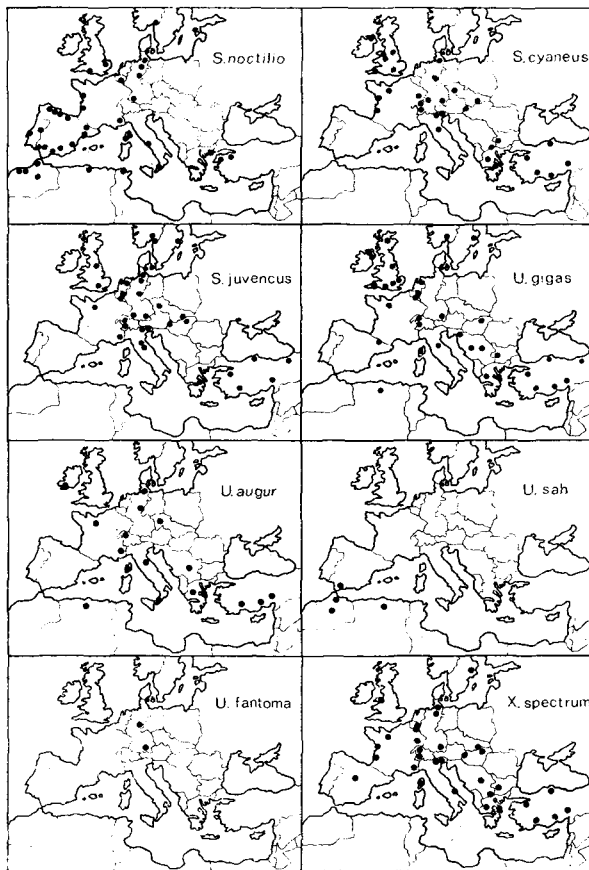 S. noctilio
S. cyaneus
S. juvencus
U. gigas
U. augur
U. sah
U. fantoma
X. spectrum